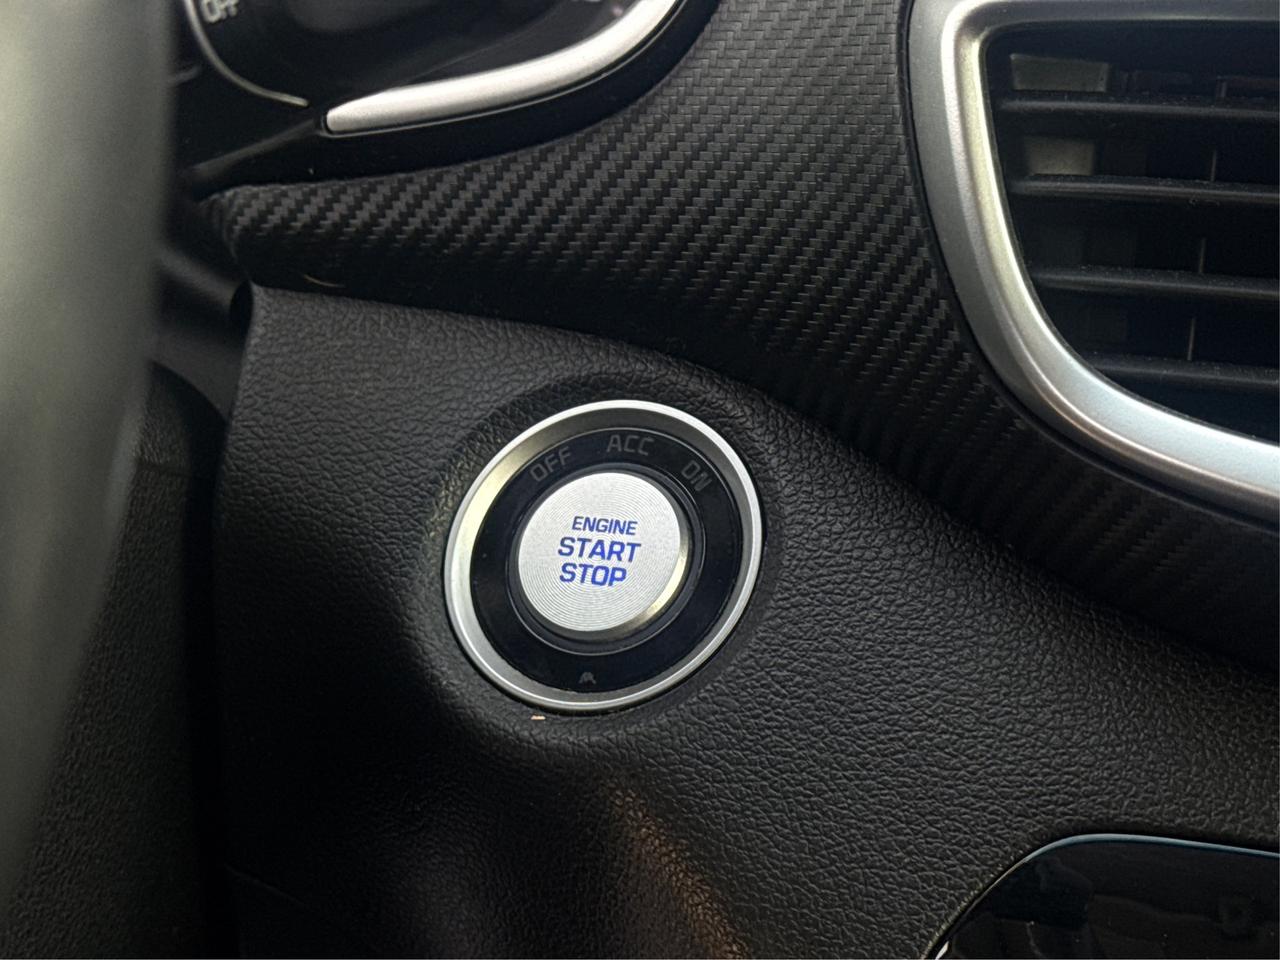 OFF
OFF ACC ON
ENGINE
START
STOP